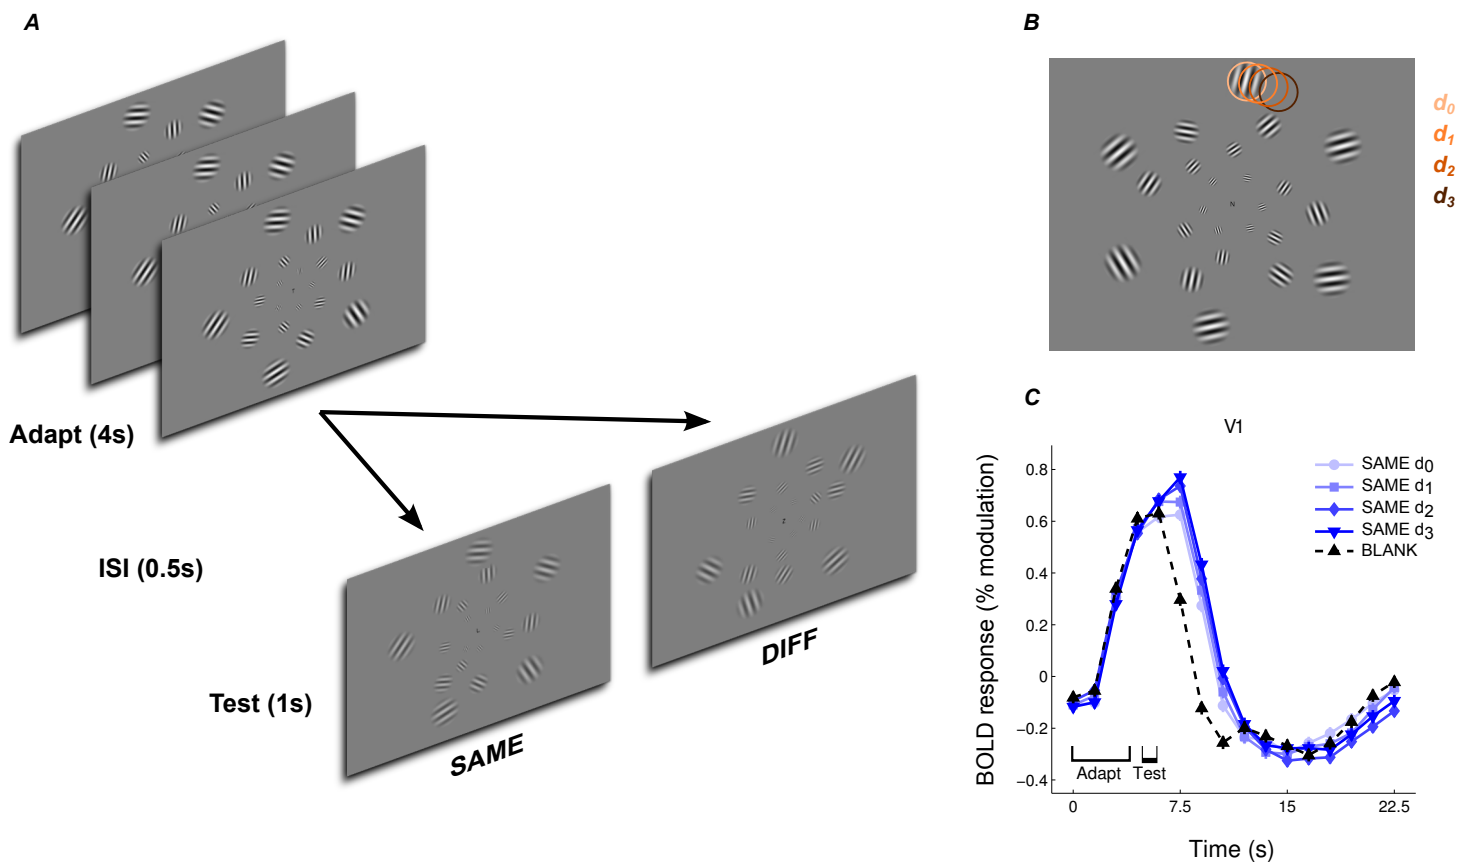 A
Adapt (4s)
ISI (0.5s)
Test (1s)
SAME
DIFF
B
N
d0
d1
d2
d3
C
V1
BOLD response (% modulation)
0.8
0.6
0.4
0.2
0
−0.2
−0.4
SAME d0
SAME d1
SAME d2
SAME d3
BLANK
Adapt
Test
0
7.5
15
22.5
Time (s)